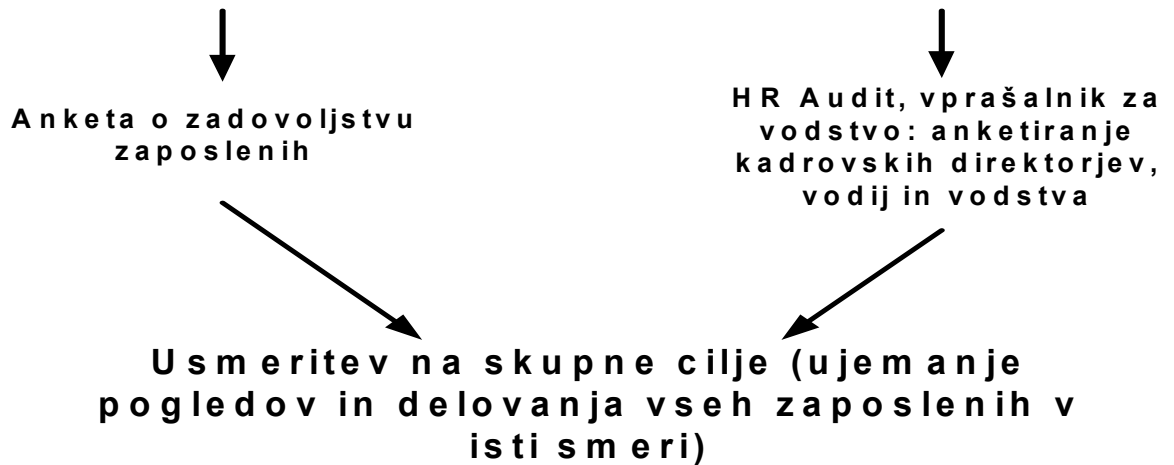 Anketa o zadovoljstvu
zaposlenih
HR Audit, vprašalnik za
vodstvo: anketiranje
kadrovskih direktorjev,
vodij in vodstva
Usmeritev na skupne cilje (ujemanje
pogledov in delovanja vseh zaposlenih v
isti smeri)